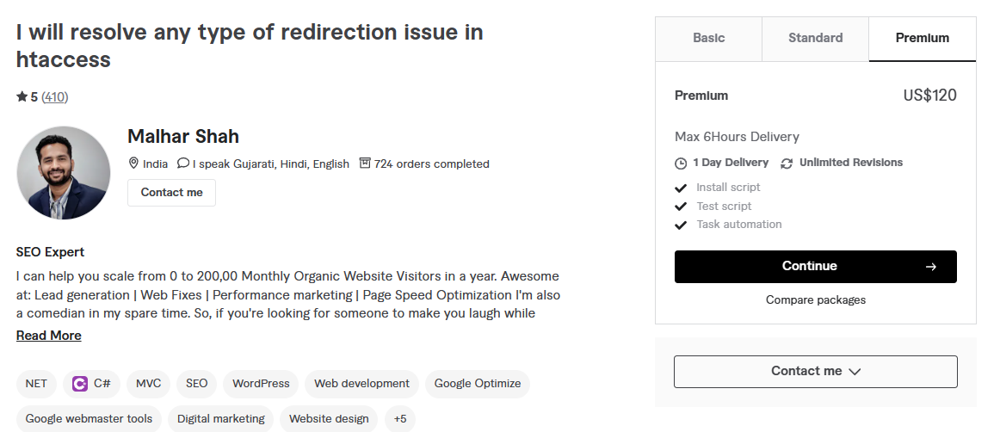 I will resolve any type of redirection issue in
htaccess
5 (410)
Malhar Shah
India I speak Gujarati, Hindi, English 724 orders completed
Contact me
SEO Expert
I can help you scale from 0 to 200,00 Monthly Organic Website Visitors in a year. Awesome
at: Lead generation | Web Fixes | Performance marketing | Page Speed Optimization I'm also
a comedian in my spare time. So, if you're looking for someone to make you laugh while
Read More
NET C# MVC SEO WordPress Web development Google Optimize
Google webmaster tools Digital marketing Website design +5
Basic Standard Premium
Premium US$120
Max 6Hours Delivery
1 Day Delivery Unlimited Revisions
Install script
Test script
Task automation
Continue
Compare packages
Contact me